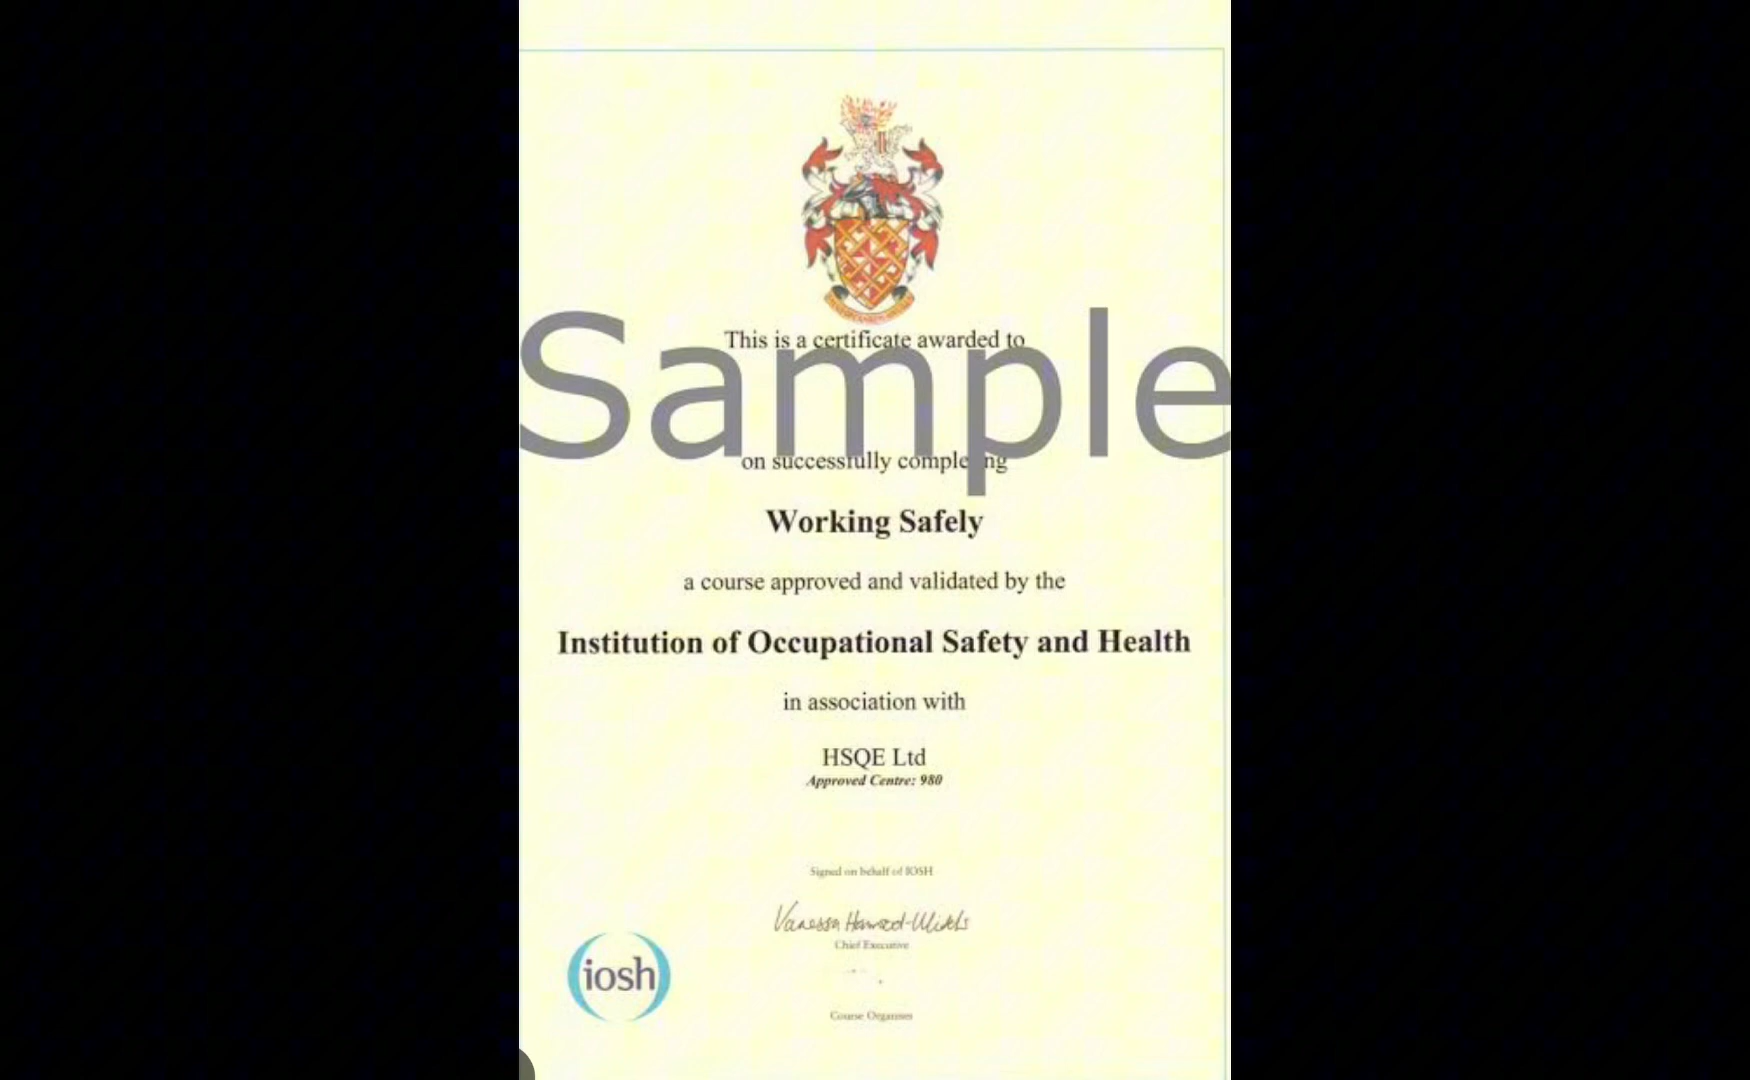 This is a certificate awarded to
Sample
on successfully completing
Working Safely
a course approved and validated by the
Institution of Occupational Safety and Health
in association with
HSQE Ltd
Approved Centre: 980
Signed on behalf of IOSH
Vanessa
Chief Executive
iosh
Course Organiser